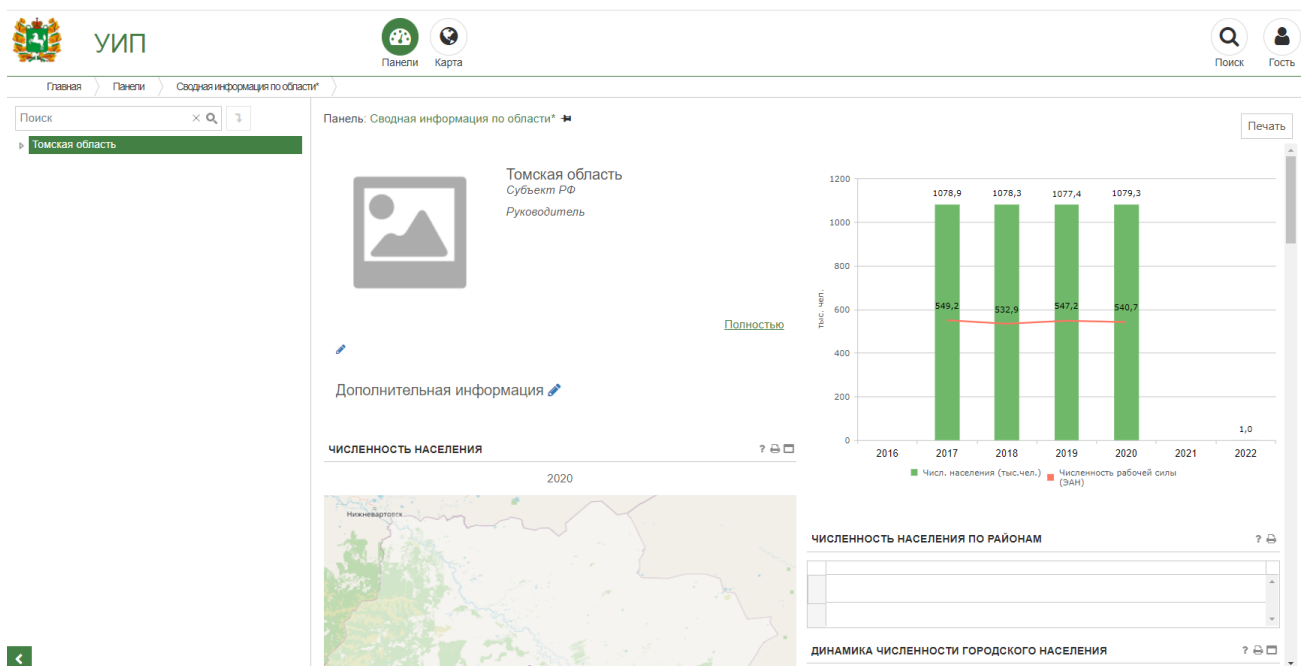 УИП
Панели
Карта
Поиск
Гость
Главная
Панели
Сводная информация по области*
Поиск
Томская область
Панель: Сводная информация по области*
Печать
Томская область
Субъект РФ
Руководитель
Полностью
Дополнительная информация
ЧИСЛЕННОСТЬ НАСЕЛЕНИЯ
?
2020
Нижневартовск
1200
1000
800
600
400
200
0
тыс. чел.
1078,9
1078,3
1077,4
1079,3
549,2
532,9
547,2
540,7
1,0
2016
2017
2018
2019
2020
2021
2022
Числ. населения (тыс.чел.)
Численность рабочей силы
(ЭАН)
ЧИСЛЕННОСТЬ НАСЕЛЕНИЯ ПО РАЙОНАМ
?
ДИНАМИКА ЧИСЛЕННОСТИ ГОРОДСКОГО НАСЕЛЕНИЯ
?